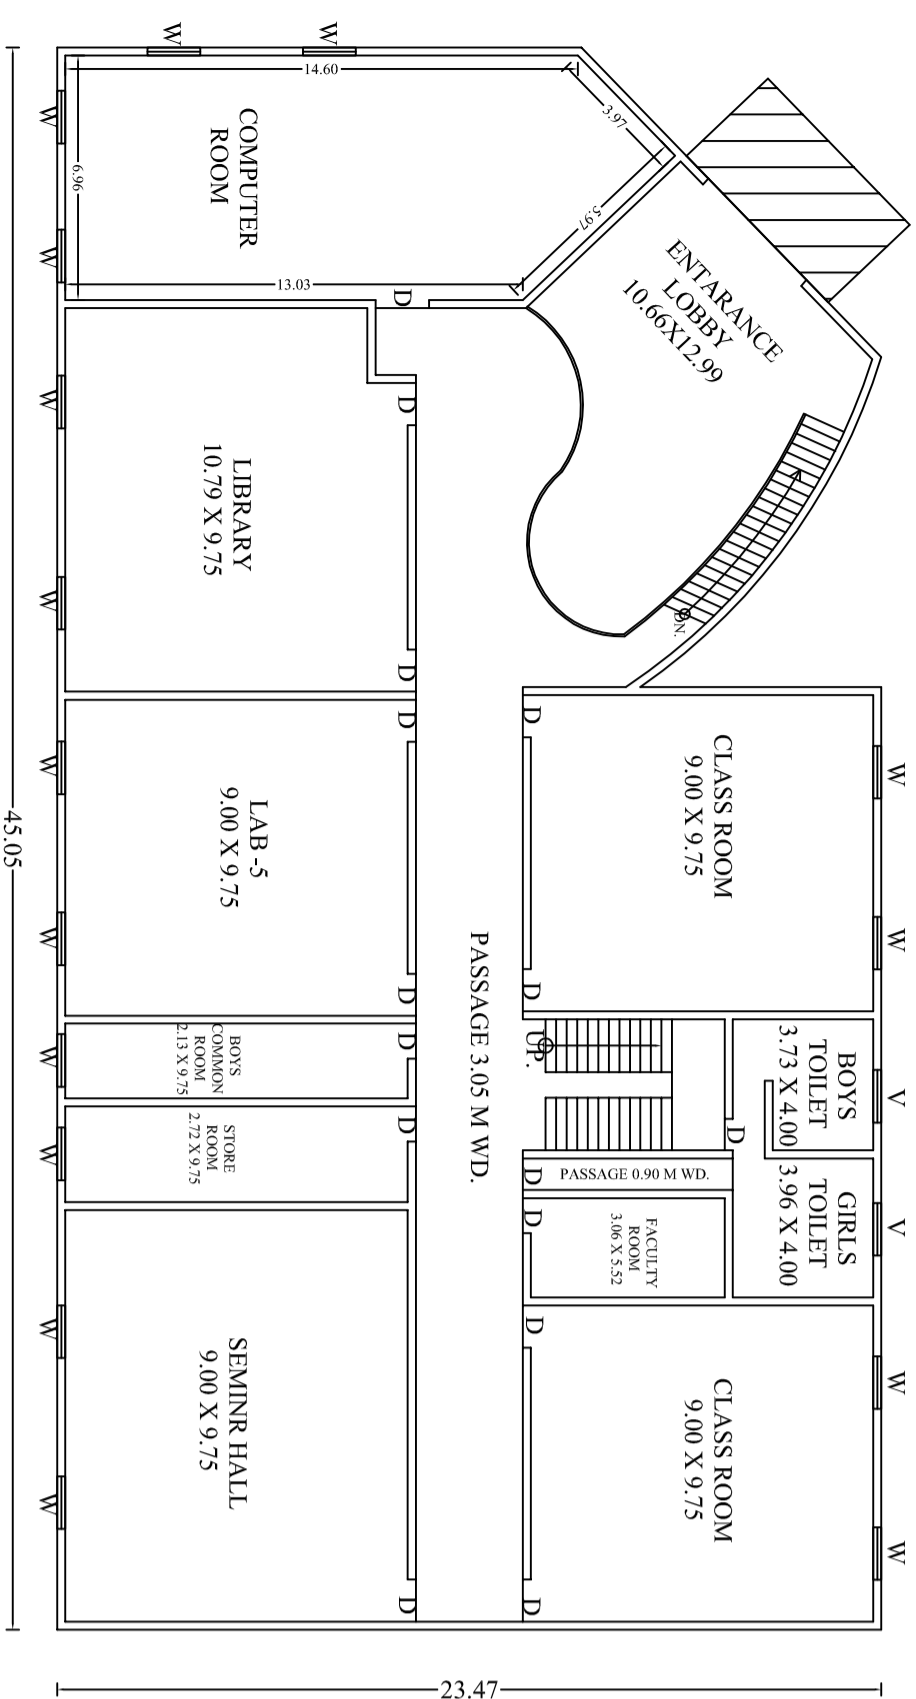 W
W
14.60
3.97
W
COMPUTER
ROOM
6.96
5.97
W
13.03
D
ENTARANCE
LOBBY
10.66X12.99
W
D
LIBRARY
10.79 X 9.75
W
DN.
D
D
D
W
CLASS ROOM
9.00 X 9.75
W
LAB -5
9.00 X 9.75
45.05
W
W
D
D
PASSAGE 3.05 M WD.
UP.
BOYS
TOILET
3.73 X 4.00
V
W
BOYS
COMMON
ROOM
2.13 X 9.75
D
W
STORE
ROOM
2.72 X 9.75
D
D
D
PASSAGE 0.90 M WD.
GIRLS
TOILET
3.96 X 4.00
V
D
FACULTY
ROOM
3.06 X 5.52
D
W
SEMINR HALL
9.00 X 9.75
W
CLASS ROOM
9.00 X 9.75
W
W
D
D
23.47